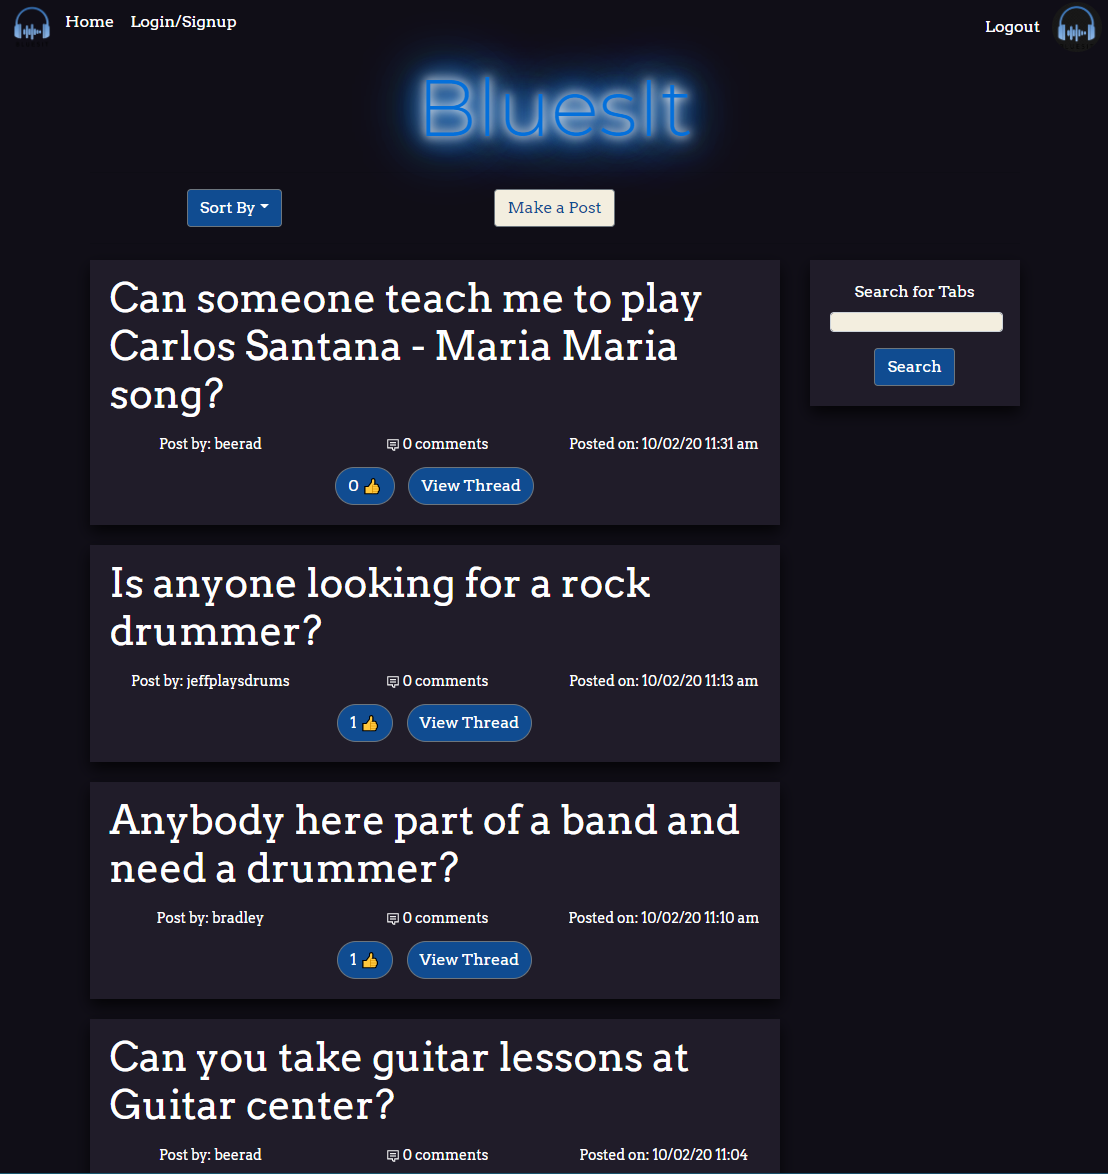 Home Login/Signup
Logout
BluesIt
Sort By
Make a Post
Can someone teach me to play
Carlos Santana - Maria Maria
song?
Post by: beerad
0 comments
Posted on: 10/02/20 11:31 am
0 👍
View Thread
Search for Tabs
Search
Is anyone looking for a rock
drummer?
Post by: jeffplaysdrums
0 comments
Posted on: 10/02/20 11:13 am
1 👍
View Thread
Anybody here part of a band and
need a drummer?
Post by: bradley
0 comments
Posted on: 10/02/20 11:10 am
1 👍
View Thread
Can you take guitar lessons at
Guitar center?
Post by: beerad
0 comments
Posted on: 10/02/20 11:04